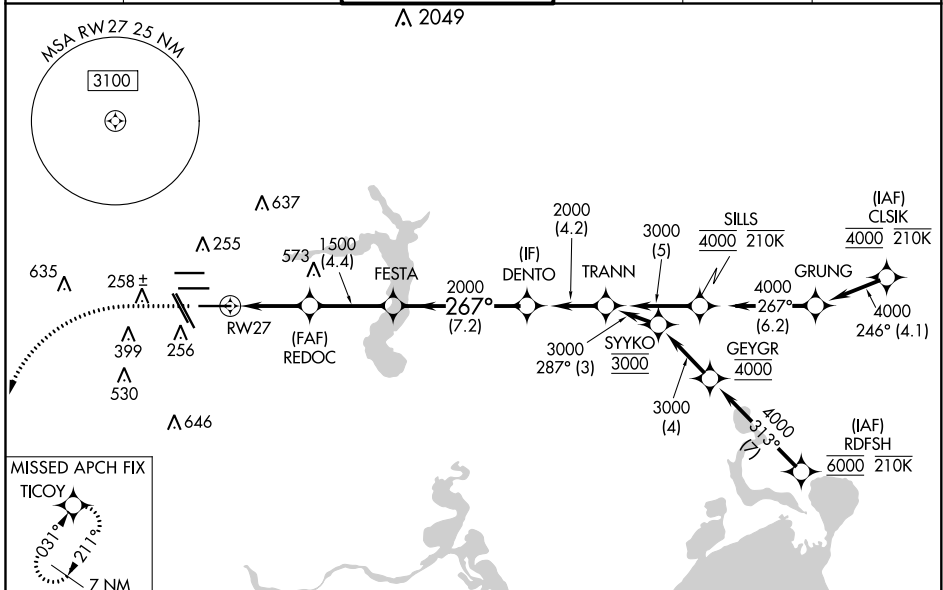 2049
MSA RW 27 25 NM
3100
637
255
573
1500
(4.4)
FESTA
635
258 ±
RW27
(FAF)
REDOC
399
256
530
646
2000
267°
(7.2)
(IF)
DENTO
2000
(4.2)
TRANN
3000
(5)
SILLS
4000 210K
(IAF)
CLSIK
4000 210K
GRUNG
4000
267°
(6.2)
4000
246° (4.1)
3000
287° (3)
SYYKO
3000
GEYGR
4000
3000
(4)
4000
313°
(7)
(IAF)
RDFSH
6000 210K
MISSED APCH FIX
TICOY
031°
211°
7 NM